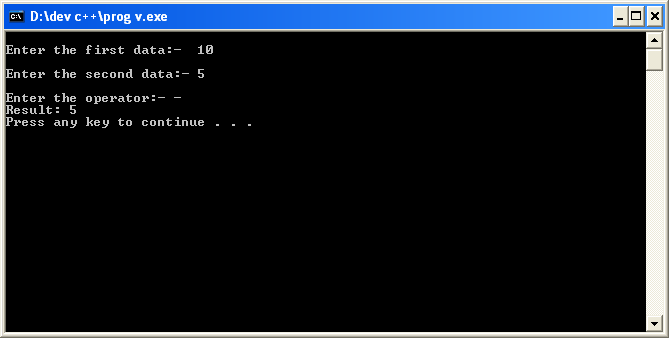 D:\dev c++\prog v.exe
Enter the first data:-  10
Enter the second data:- 5
Enter the operator:- -
Result: 5
Press any key to continue . . .